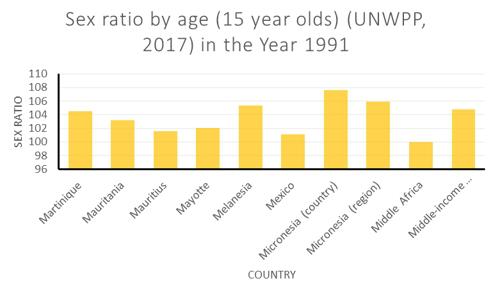 Sex ratio by age (15 year olds) (UNWPP,
2017) in the Year 1991
110
108
106
104
102
100
98
96
SEX RATIO
Martinique
Mauritania
Mauritius
Mayotte
Melanesia
Mexico
Micronesia (country)
Micronesia (region)
Middle Africa
Middle-income...
COUNTRY